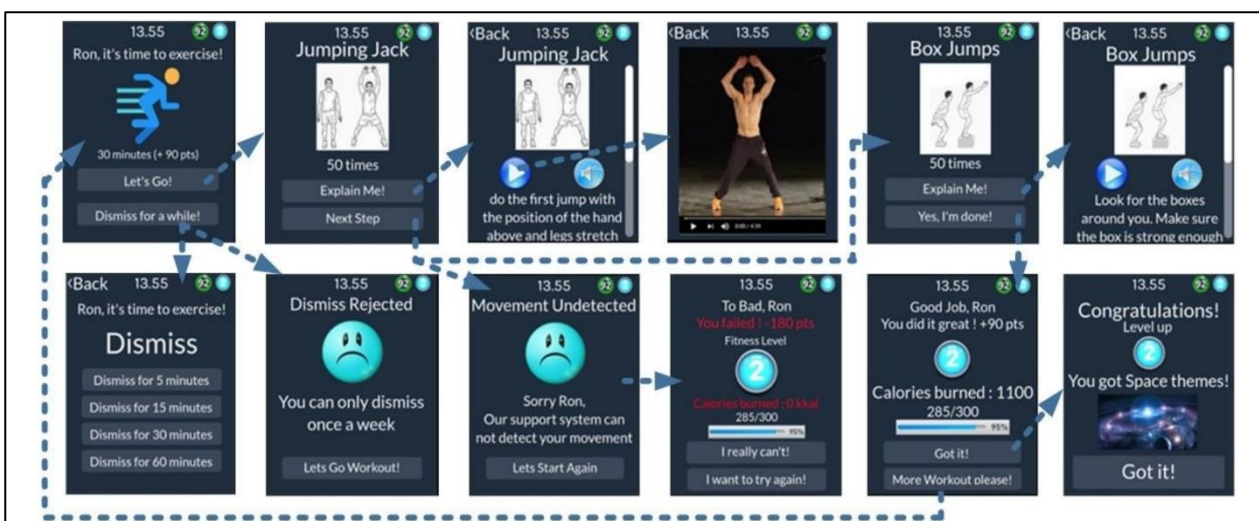 13.55 92
Ron, it's time to exercise!
30 minutes (+ 90 pts)
Let's Go!
Dismiss for a while!
13.55 92
Jumping Jack
50 times
Explain Me!
Next Step
‹Back 13.55 92
Jumping Jack
do the first jump with
the position of the hand
above and legs stretch
‹Back 13.55 92
0:00 / 4:39
13.55 92
Box Jumps
50 times
Explain Me!
Yes, I'm done!
‹Back 13.55 92
Box Jumps
Look for the boxes
around you. Make sure
the box is strong enough
‹Back 13.55 92
Ron, it's time to exercise!
Dismiss
Dismiss for 5 minutes
Dismiss for 15 minutes
Dismiss for 30 minutes
Dismiss for 60 minutes
13.55 92
Dismiss Rejected
You can only dismiss
once a week
Lets Go Workout!
13.55 92
Movement Undetected
Sorry Ron,
Our support system can
not detect your movement
Lets Start Again
13.55 92
To Bad, Ron
You failed ! -180 pts
Fitness Level
2
Calories burned : 0 kkal
285/300
95%
I really can't!
I want to try again!
13.55 92
Good Job, Ron
You did it great ! +90 pts
2
Calories burned : 1100
285/300
95%
Got it!
More Workout please!
13.55 92
Congratulations!
Level up
2
You got Space themes!
Got it!